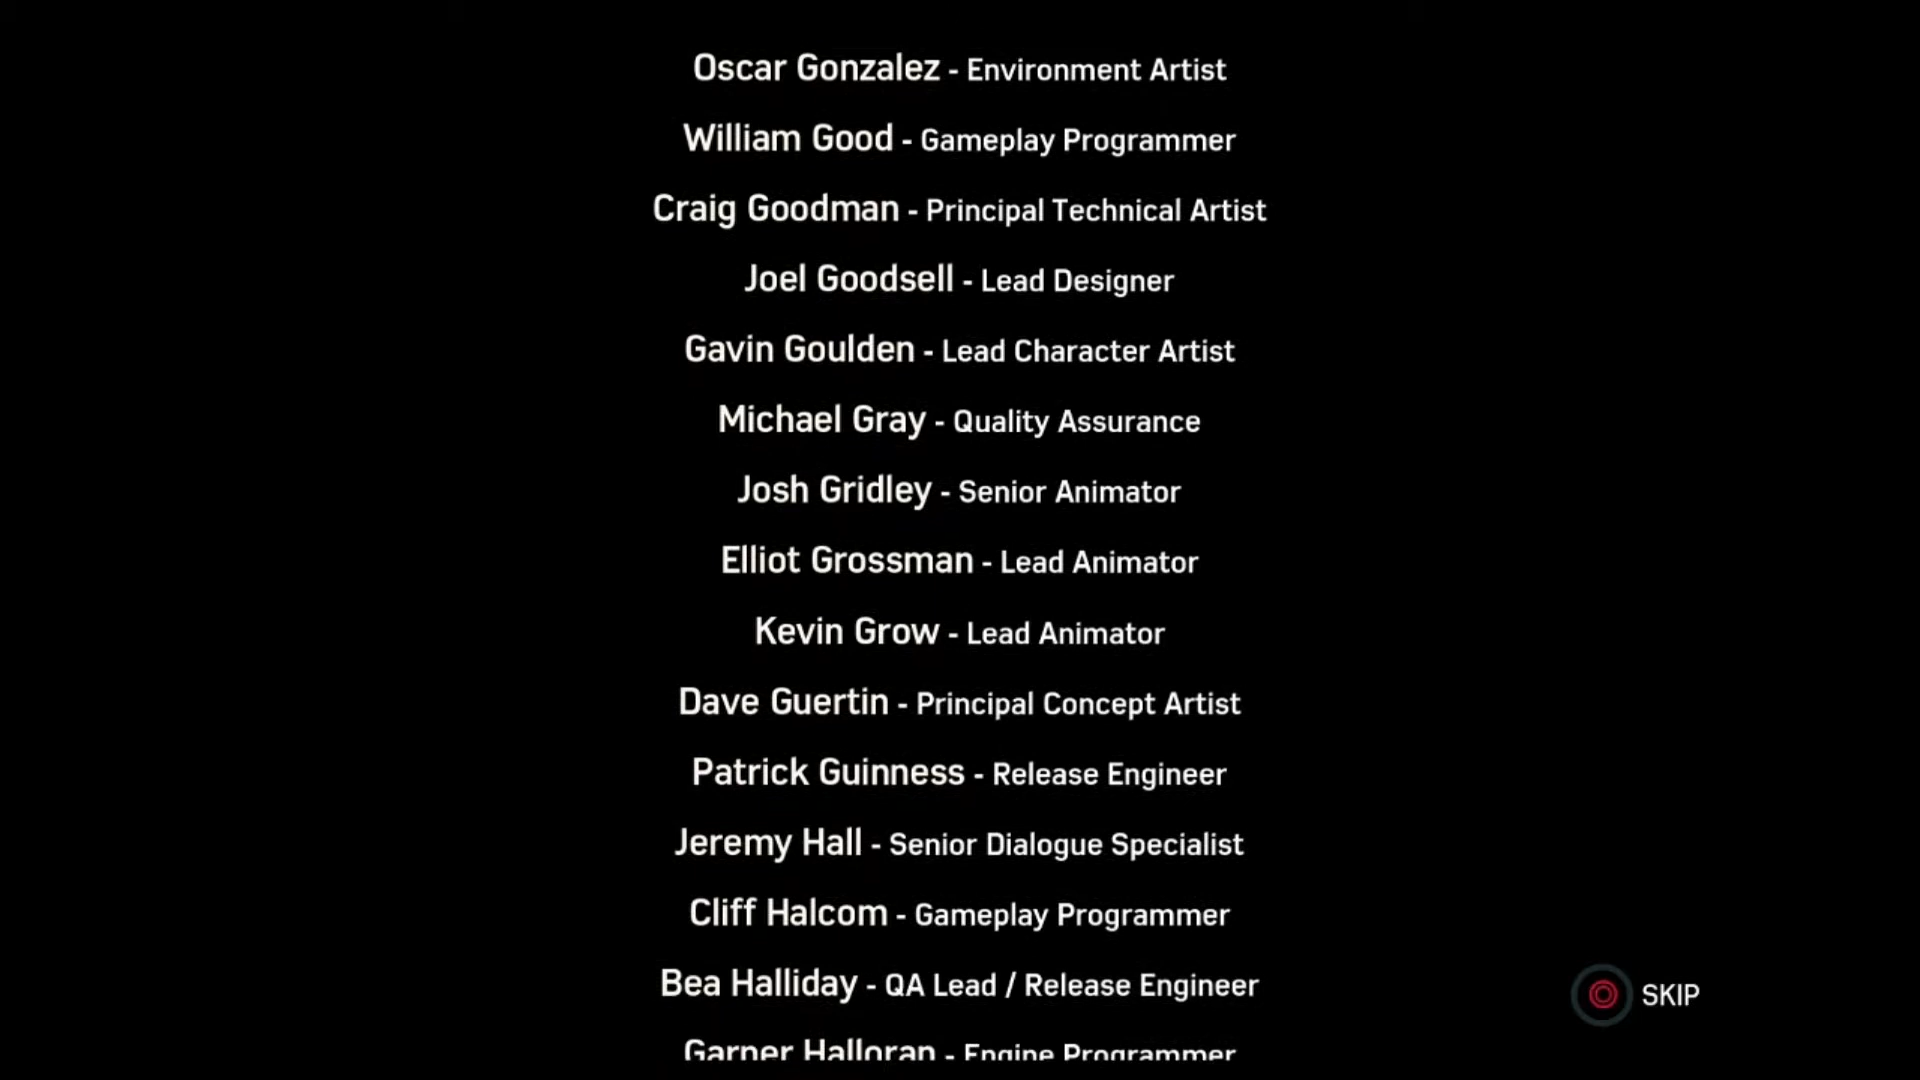 Oscar Gonzalez - Environment Artist
William Good - Gameplay Programmer
Craig Goodman - Principal Technical Artist
Joel Goodsell - Lead Designer
Gavin Goulden - Lead Character Artist
Michael Gray - Quality Assurance
Josh Gridley - Senior Animator
Elliot Grossman - Lead Animator
Kevin Grow - Lead Animator
Dave Guertin - Principal Concept Artist
Patrick Guinness - Release Engineer
Jeremy Hall - Senior Dialogue Specialist
Cliff Halcom - Gameplay Programmer
Bea Halliday - QA Lead / Release Engineer
SKIP
Garner Halloran - Engine Programmer